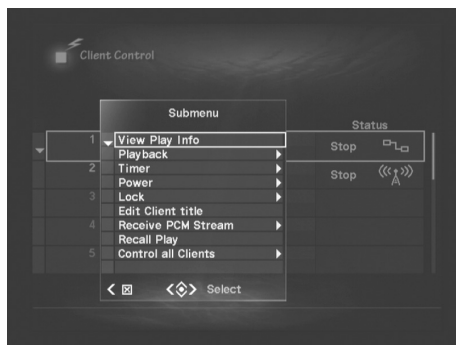 Client Control
Submenu
Status
1 View Play Info Stop
Playback
2 Timer Stop
Power
3 Lock
Edit Client title
4 Receive PCM Stream
Recall Play
5 Control all Clients
Select